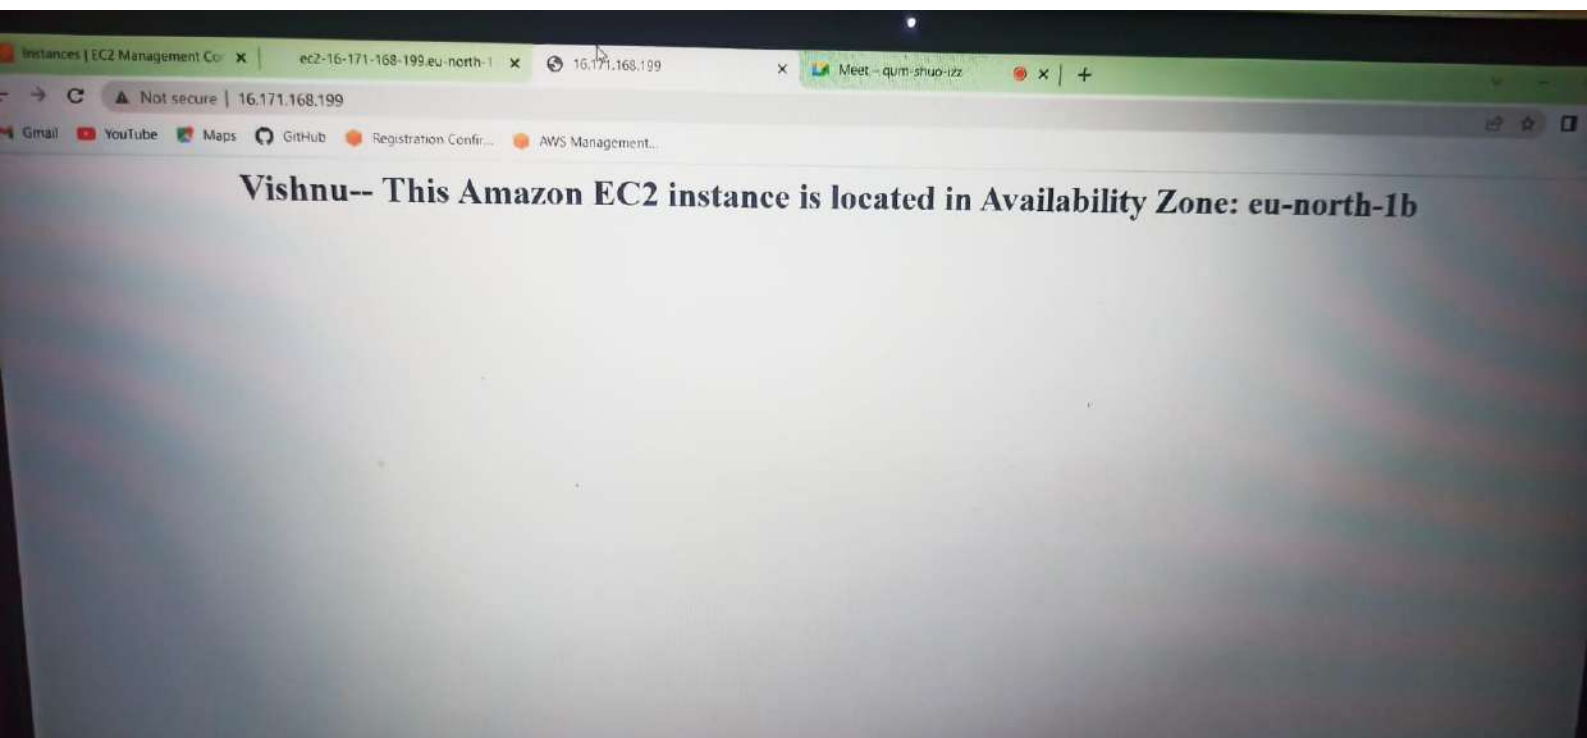 Instances | EC2 Management Co
ec2-16-171-168-199.eu-north-1
16.171.168.199
Meet - qum-shuo-izz
Not secure | 16.171.168.199
Gmail
YouTube
Maps
GitHub
Registration Confir...
AWS Management...
Vishnu-- This Amazon EC2 instance is located in Availability Zone: eu-north-1b